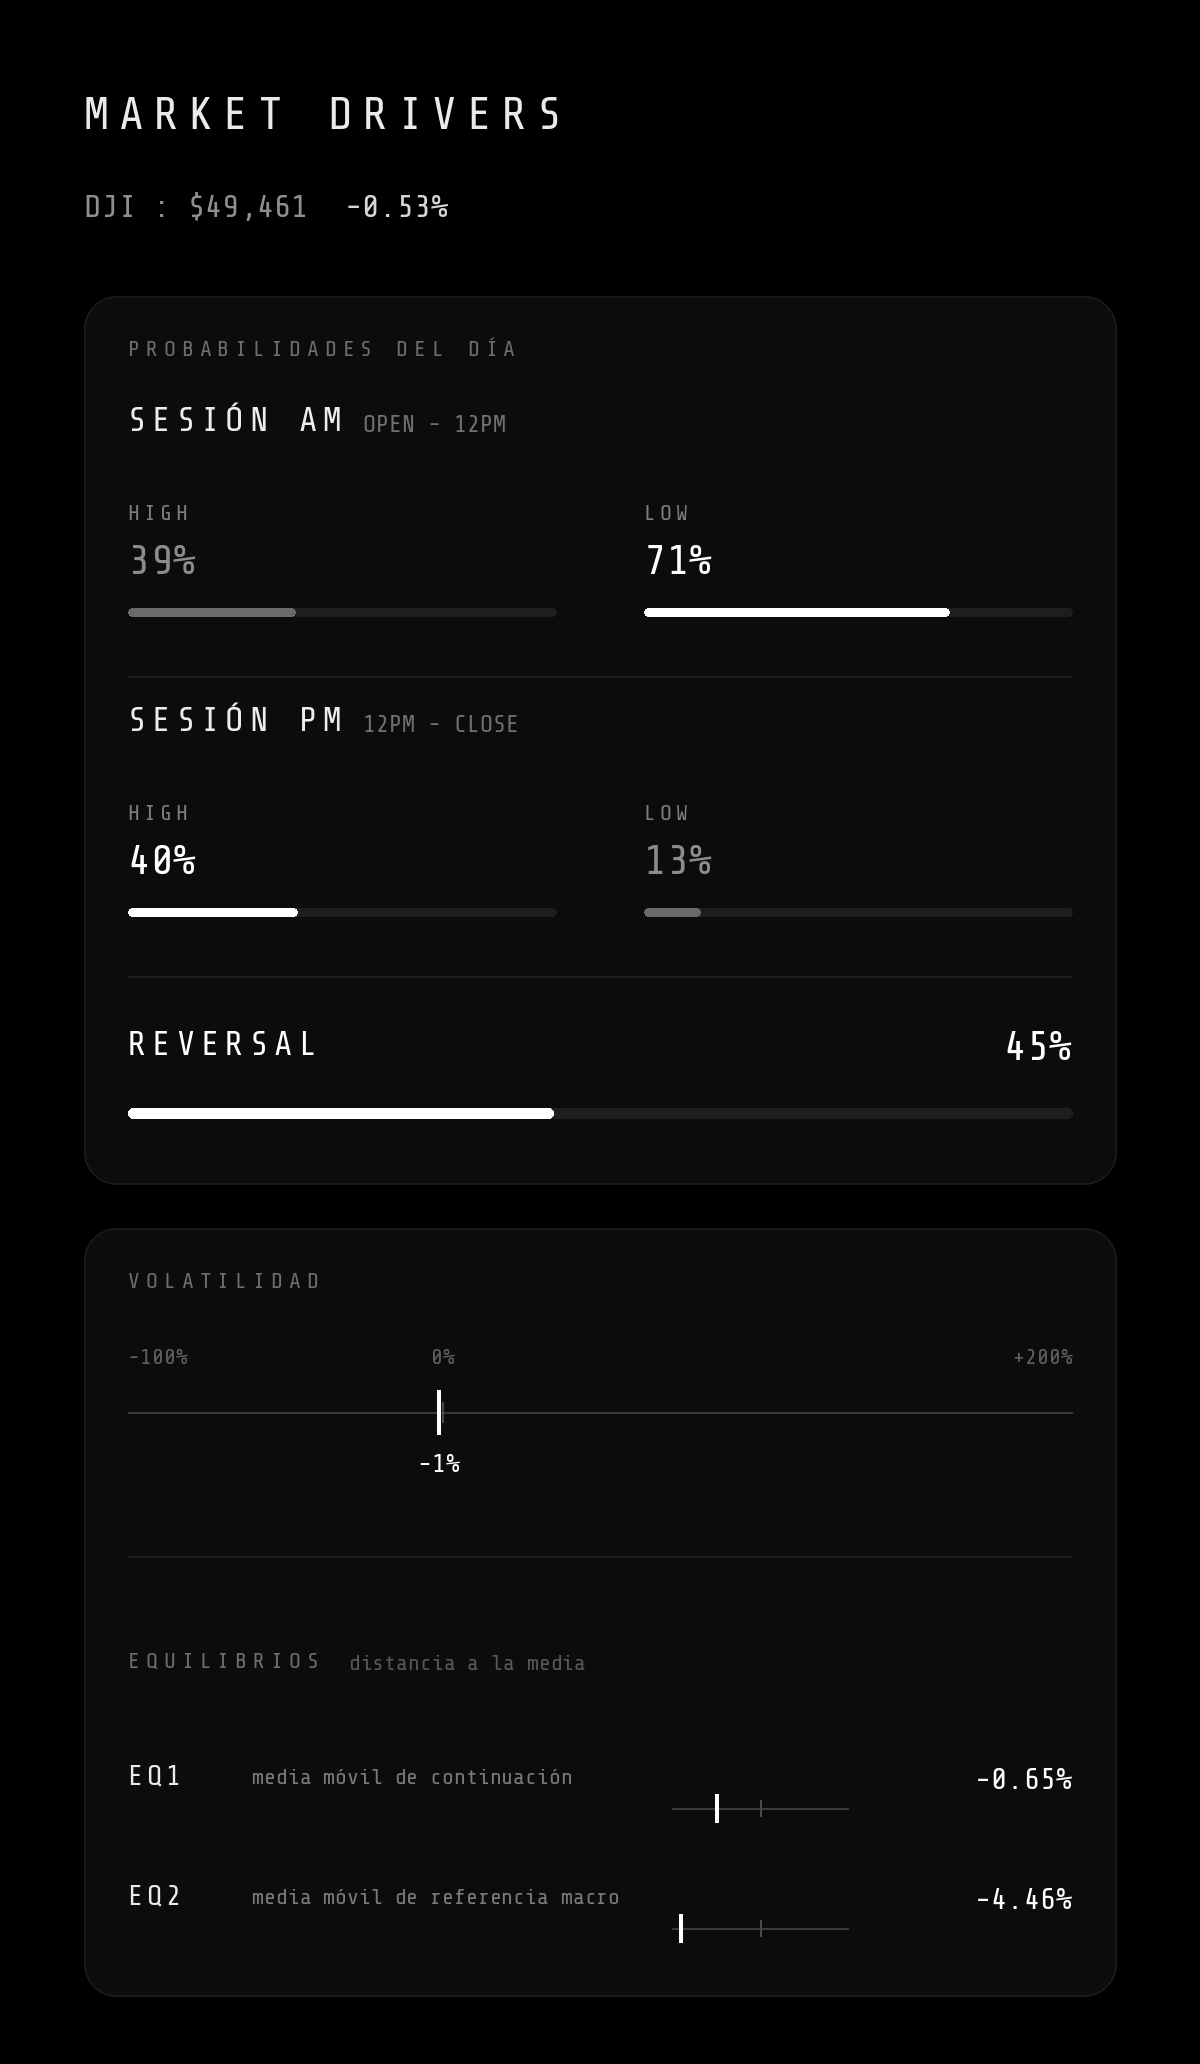 MARKET DRIVERS
DJI : $49,461 -0.53%
PROBABILIDADES DEL DÍA
SESIÓN AM OPEN - 12PM
HIGH LOW
39% 71%
SESIÓN PM 12PM - CLOSE
HIGH LOW
40% 13%
REVERSAL 45%
VOLATILIDAD
-100% 0% +200%
-1%
EQUILIBRIOS distancia a la media
EQ1 media móvil de continuación -0.65%
EQ2 media móvil de referencia macro -4.46%